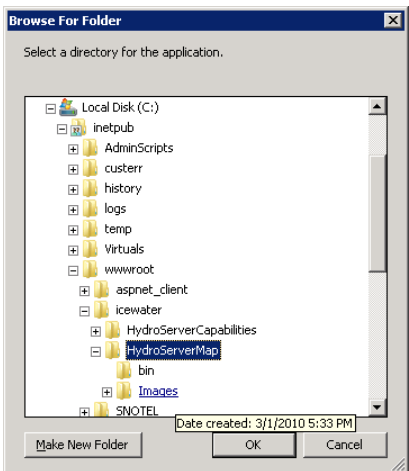 Browse For Folder
Select a directory for the application.
Local Disk (C:)
inetpub
AdminScripts
custerr
history
logs
temp
Virtuals
wwwroot
aspnet_client
icewater
HydroServerCapabilities
HydroServerMap
bin
Images
SNOTEL
Date created: 3/1/2010 5:33 PM
Make New Folder
OK
Cancel